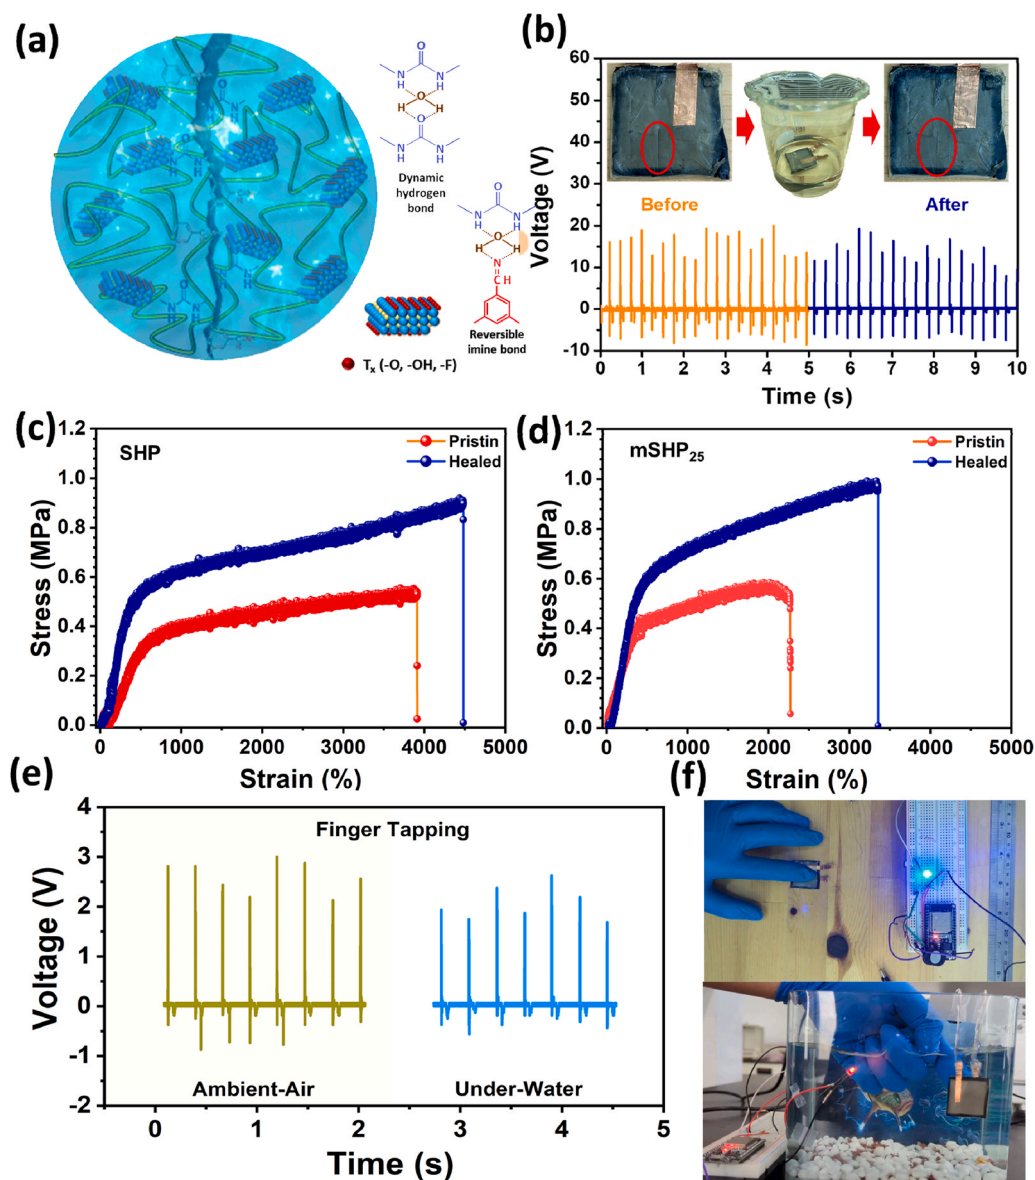 (a)
O
N
H
N
H
O
H
H
O
N
H
N
H
Dynamic
hydrogen
bond
O
N
H
N
H
O
H
H
N
CH
Reversible
imine bond
Tx (-O, -OH, -F)
(b)
60
50
40
30
20
10
0
-10
Voltage (V)
Before
After
0 1 2 3 4 5 6 7 8 9 10
Time (s)
(c)
SHP
Pristin
Healed
1.2
1.0
0.8
0.6
0.4
0.2
0.0
Stress (MPa)
0 1000 2000 3000 4000 5000
Strain (%)
(d)
mSHP25
Pristin
Healed
1.2
1.0
0.8
0.6
0.4
0.2
0.0
Stress (MPa)
0 1000 2000 3000 4000 5000
Strain (%)
(e)
Finger Tapping
4
3
2
1
0
-1
-2
Voltage (V)
Ambient-Air
Under-Water
0 1 2 3 4 5
Time (s)
(f)